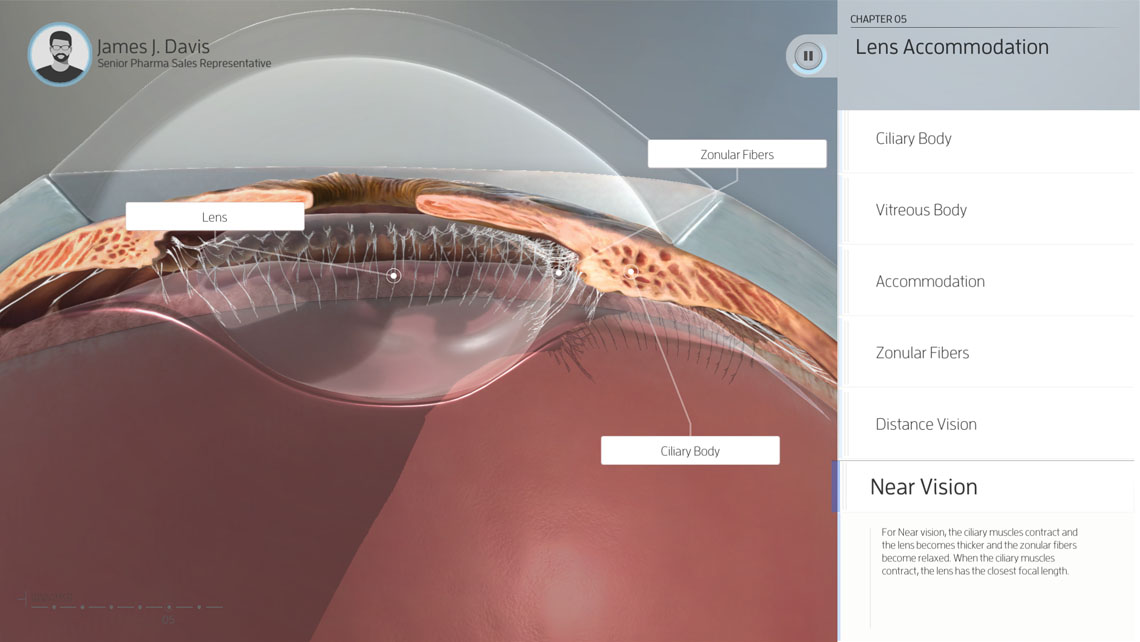 James J. Davis
Senior Pharma Sales Representative
Lens
Zonular Fibers
Ciliary Body
05
CHAPTER 05
Lens Accommodation
Ciliary Body
Vitreous Body
Accommodation
Zonular Fibers
Distance Vision
Near Vision
For Near vision, the ciliary muscles contract and
the lens becomes thicker and the zonular fibers
become relaxed. When the ciliary muscles
contract, the lens has the closest focal length.